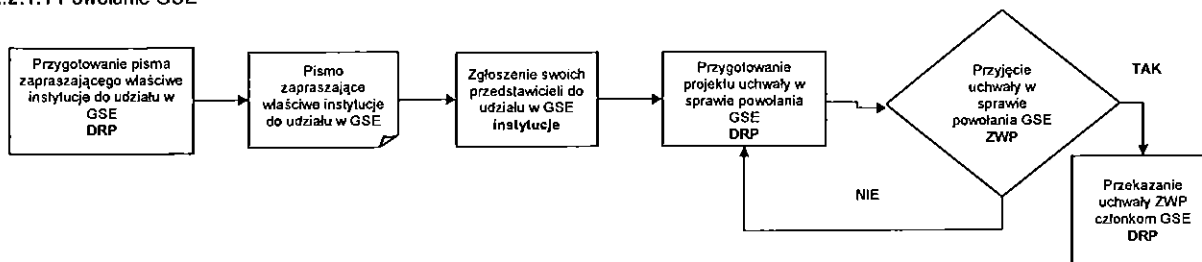 Powołanie GSE
Przygotowanie pisma
zapraszającego właściwe
instytucje do udziału w
GSE
DRP
Pismo
zapraszające
właściwe instytucje
do udziału w GSE
Zgłoszenie swoich
przedstawicieli do
udziału w GSE
instytucje
Przygotowanie
projektu uchwały w
sprawie powołania
GSE
DRP
Przyjęcie
uchwały w
sprawie
powołania GSE
ZWP
TAK
NIE
Przekazanie
uchwały ZWP
członkom GSE
DRP